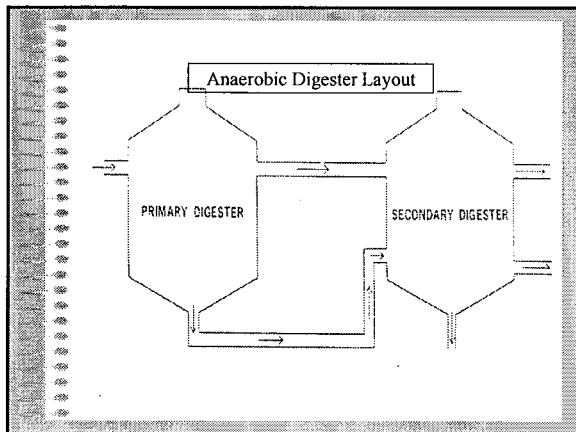 Anaerobic Digester Layout
PRIMARY DIGESTER
SECONDARY DIGESTER